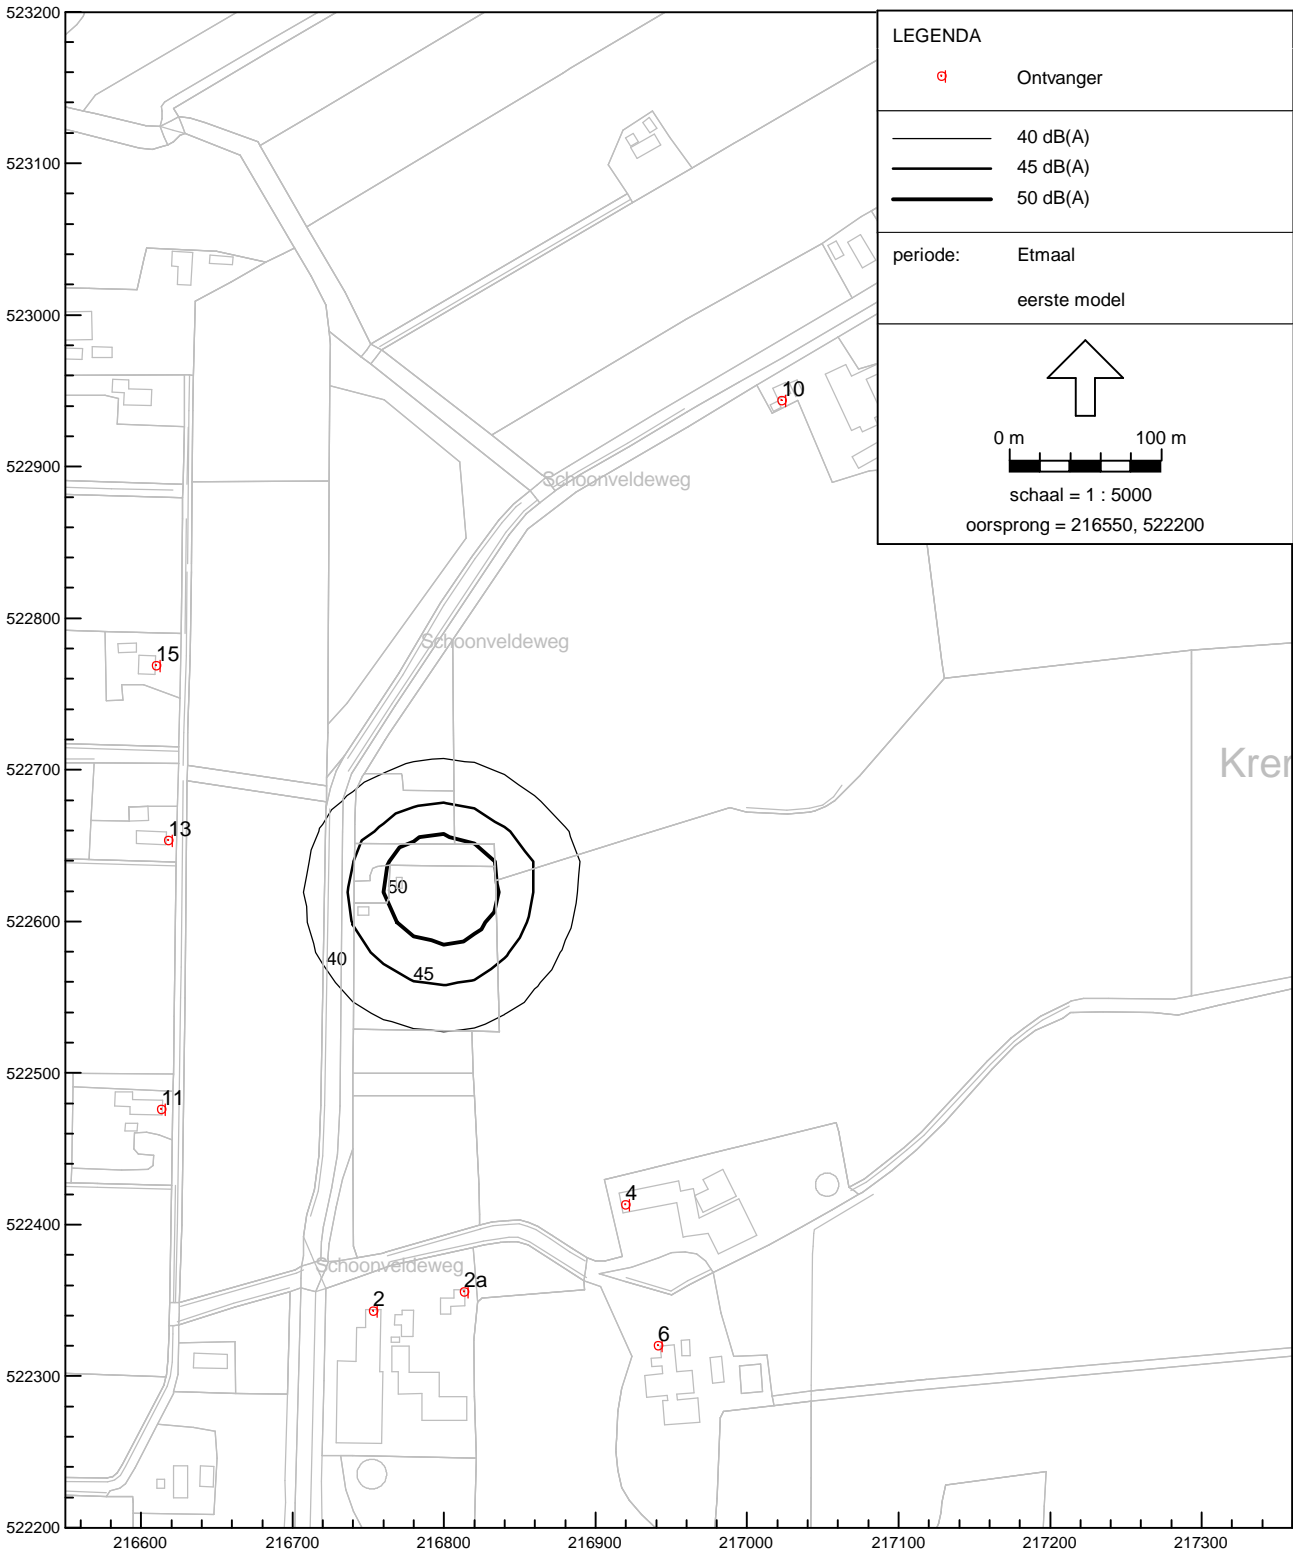 523200
LEGENDA
Ontvanger
40 dB(A)
45 dB(A)
50 dB(A)
periode: Etmaal
eerste model
0 m 100 m
schaal = 1 : 5000
oorsprong = 216550, 522200
523100
523000
10
522900
Schoonveldeweg
522800
Schoonveldeweg
15
522700
Krer
13
50
522600
40
45
522500
11
4
522400
Schoonveldeweg
2a
2
6
522300
522200
216600 216700 216800 216900 217000 217100 217200 217300